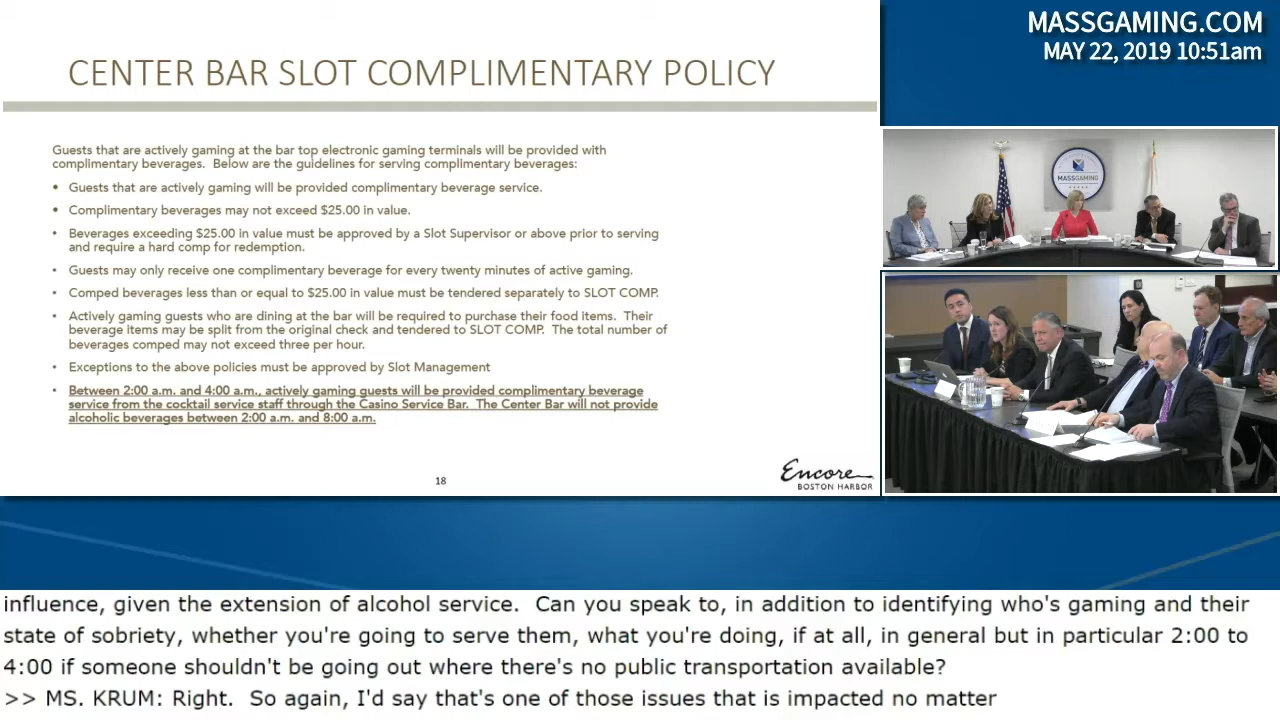 CENTER BAR SLOT COMPLIMENTARY POLICY
Guests that are actively gaming at the bar top electronic gaming terminals will be provided with
complimentary beverages. Below are the guidelines for serving complimentary beverages:
• Guests that are actively gaming will be provided complimentary beverage service.
• Complimentary beverages may not exceed $25.00 in value.
• Beverages exceeding $25.00 in value must be approved by a Slot Supervisor or above prior to serving
and require a hard comp for redemption.
• Guests may only receive one complimentary beverage for every twenty minutes of active gaming.
• Comped beverages less than or equal to $25.00 in value must be tendered separately to SLOT COMP.
• Actively gaming guests who are dining at the bar will be required to purchase their food items. Their
beverage items may be split from the original check and tendered to SLOT COMP. The total number of
beverages comped may not exceed three per hour.
• Exceptions to the above policies must be approved by Slot Management
• Between 2:00 a.m. and 4:00 a.m., actively gaming guests will be provided complimentary beverage
service from the cocktail service staff through the Casino Service Bar. The Center Bar will not provide
alcoholic beverages between 2:00 a.m. and 8:00 a.m.
18
Encore
BOSTON HARBOR
MASSGAMING.COM
MAY 22, 2019 10:51am
MASSGAMING
influence, given the extension of alcohol service. Can you speak to, in addition to identifying who's gaming and their
state of sobriety, whether you're going to serve them, what you're doing, if at all, in general but in particular 2:00 to
4:00 if someone shouldn't be going out where there's no public transportation available?
>> MS. KRUM: Right. So again, I'd say that's one of those issues that is impacted no matter